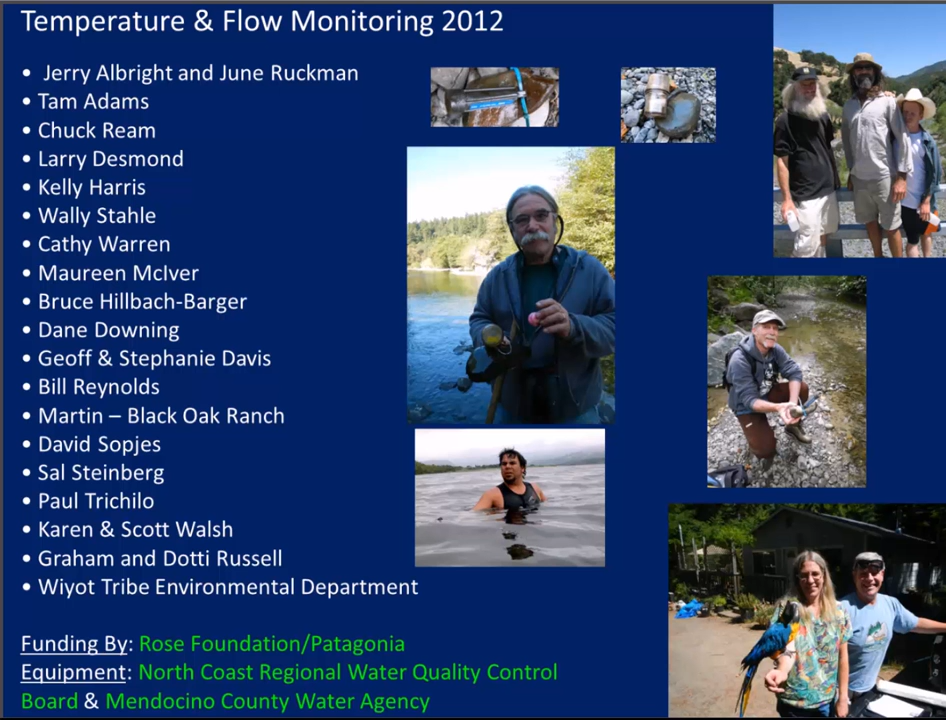 Temperature & Flow Monitoring 2012
• Jerry Albright and June Ruckman
• Tam Adams
• Chuck Ream
• Larry Desmond
• Kelly Harris
• Wally Stahle
• Cathy Warren
• Maureen McIver
• Bruce Hillbach-Barger
• Dane Downing
• Geoff & Stephanie Davis
• Bill Reynolds
• Martin – Black Oak Ranch
• David Sopjes
• Sal Steinberg
• Paul Trichilo
• Karen & Scott Walsh
• Graham and Dotti Russell
• Wiyot Tribe Environmental Department
Funding By: Rose Foundation/Patagonia
Equipment: North Coast Regional Water Quality Control
Board & Mendocino County Water Agency